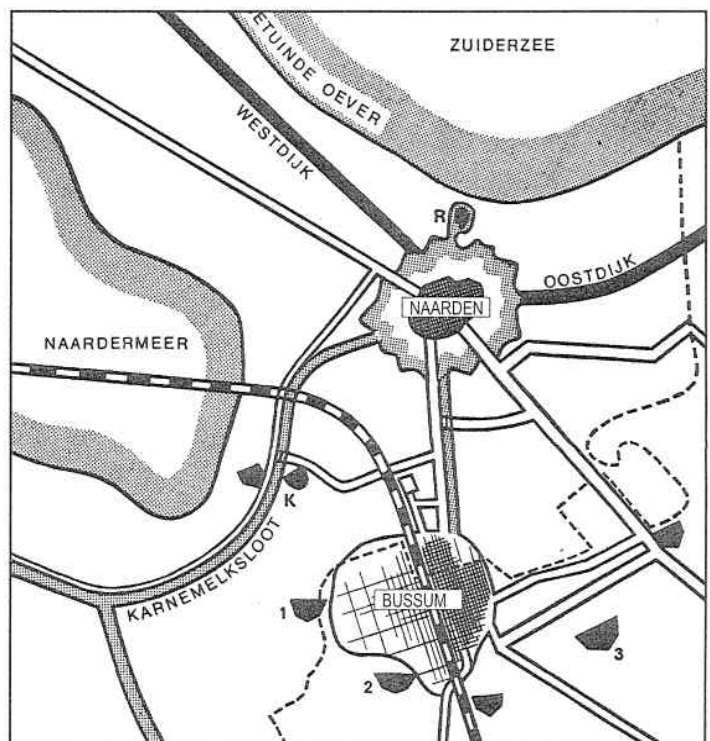 ZUIDERZEE
ETUINDE OEVER
WESTDIJK
R
OOSTDIJK
NAARDEN
NAARDERMEER
K
KARNEMELKSLOOT
1
BUSSUM
2
3